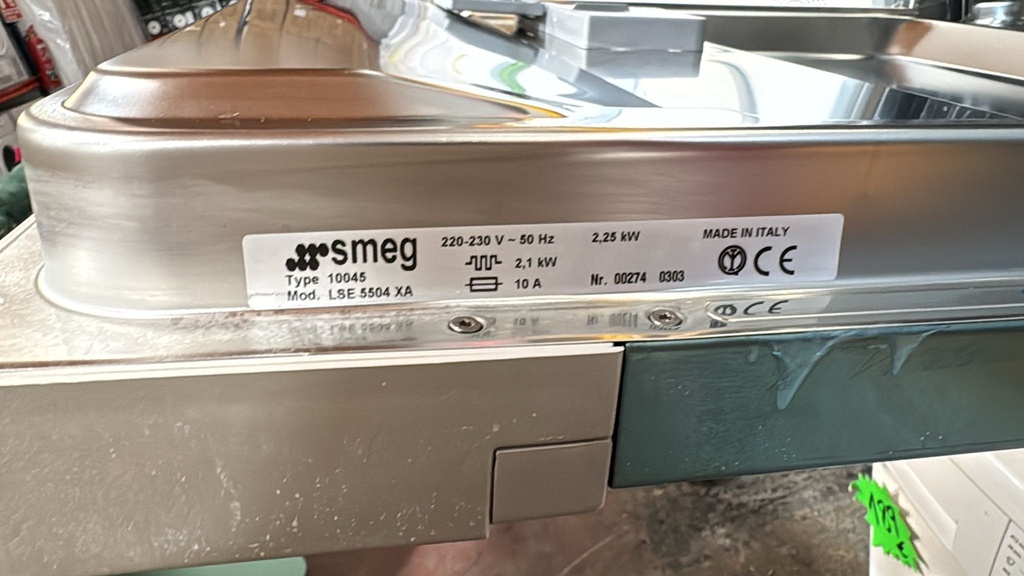 smeg
Type 10045
Mod. LSE 5504 XA
220-230 V ~ 50 Hz
2,1 kW
10 A
2,25 kW
Nr. 00274 0303
MADE IN ITALY
CE